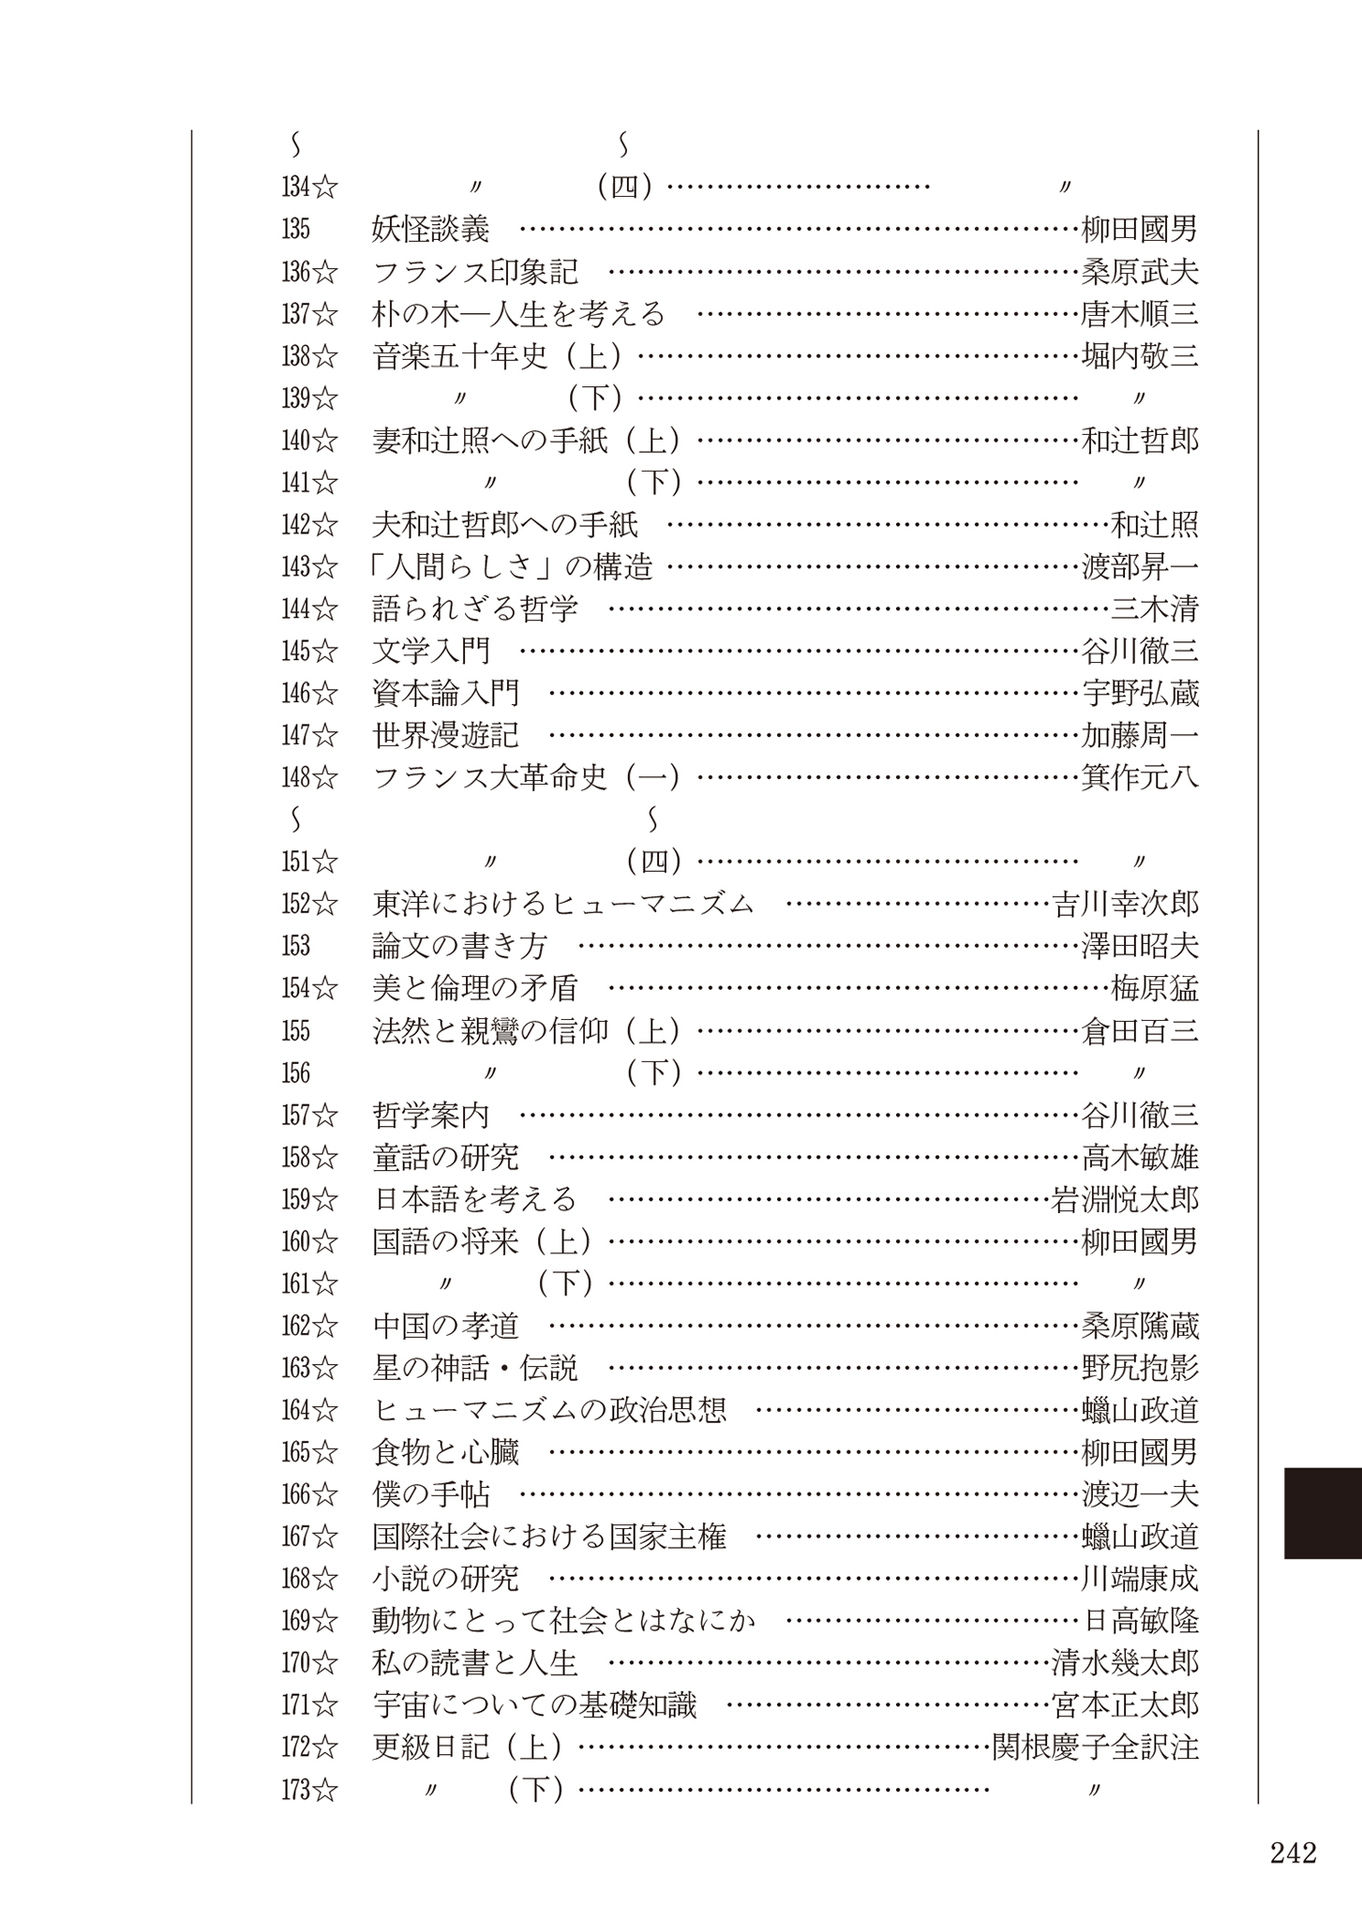 〜 〜
134☆ 〃 （四）………………………… 〃
135 妖怪談義 …………………………………………………柳田國男
136☆ フランス印象記 …………………………………………桑原武夫
137☆ 朴の木―人生を考える …………………………………唐木順三
138☆ 音楽五十年史（上）………………………………………堀内敬三
139☆ 〃 （下）……………………………………… 〃
140☆ 妻和辻照への手紙（上）…………………………………和辻哲郎
141☆ 〃 （下）………………………………… 〃
142☆ 夫和辻哲郎への手紙 ………………………………………和辻照
143☆ 「人間らしさ」の構造 ……………………………………渡部昇一
144☆ 語られざる哲学 ……………………………………………三木清
145☆ 文学入門 …………………………………………………谷川徹三
146☆ 資本論入門 ………………………………………………宇野弘蔵
147☆ 世界漫遊記 ………………………………………………加藤周一
148☆ フランス大革命史（一）…………………………………箕作元八
〜 〜
151☆ 〃 （四）………………………………… 〃
152☆ 東洋におけるヒューマニズム ………………………吉川幸次郎
153 論文の書き方 ……………………………………………澤田昭夫
154☆ 美と倫理の矛盾 ……………………………………………梅原猛
155 法然と親鸞の信仰（上）…………………………………倉田百三
156 〃 （下）………………………………… 〃
157☆ 哲学案内 …………………………………………………谷川徹三
158☆ 童話の研究 ………………………………………………高木敏雄
159☆ 日本語を考える ………………………………………岩淵悦太郎
160☆ 国語の将来（上）…………………………………………柳田國男
161☆ 〃 （下）………………………………………… 〃
162☆ 中国の孝道 ………………………………………………桑原隲蔵
163☆ 星の神話・伝説 …………………………………………野尻抱影
164☆ ヒューマニズムの政治思想 ……………………………蠟山政道
165☆ 食物と心臓 ………………………………………………柳田國男
166☆ 僕の手帖 …………………………………………………渡辺一夫
167☆ 国際社会における国家主権 ……………………………蠟山政道
168☆ 小説の研究 ………………………………………………川端康成
169☆ 動物にとって社会とはなにか …………………………日高敏隆
170☆ 私の読書と人生 ………………………………………清水幾太郎
171☆ 宇宙についての基礎知識 ……………………………宮本正太郎
172☆ 更級日記（上）……………………………………関根慶子全訳注
173☆ 〃 （下）…………………………………… 〃
242